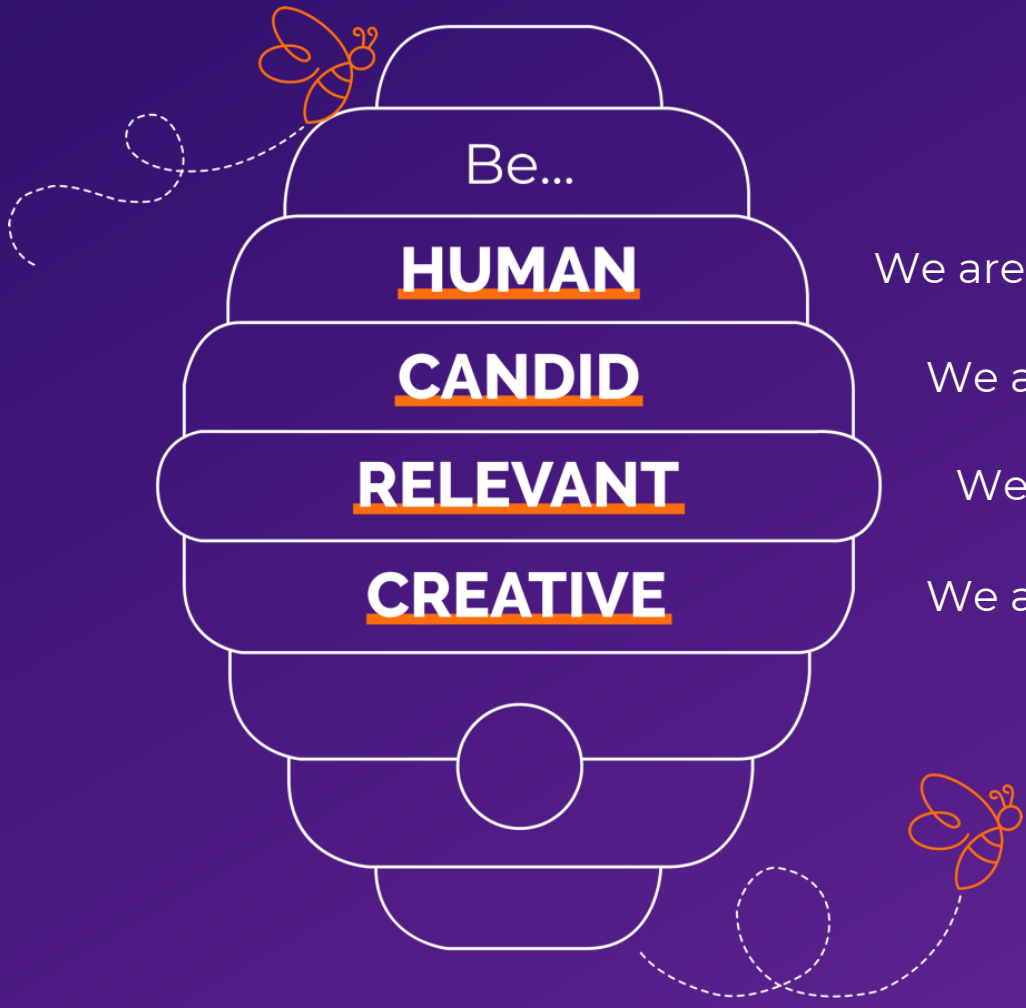 Be...
HUMAN
We are
CANDID
We a
RELEVANT
We
CREATIVE
We a